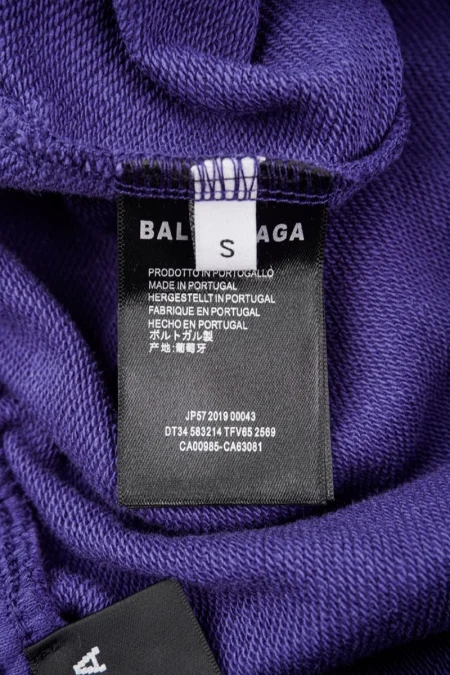 BAL AGA
S
PRODOTTO IN PORTOGALLO
MADE IN PORTUGAL
HERGESTELLT IN PORTUGAL
FABRIQUE EN PORTUGAL
HECHO EN PORTUGAL
ポルトガル製
产地:葡萄牙
JP57 2019 00043
DT34 583214 TFV65 2569
CA00985-CA63081
A